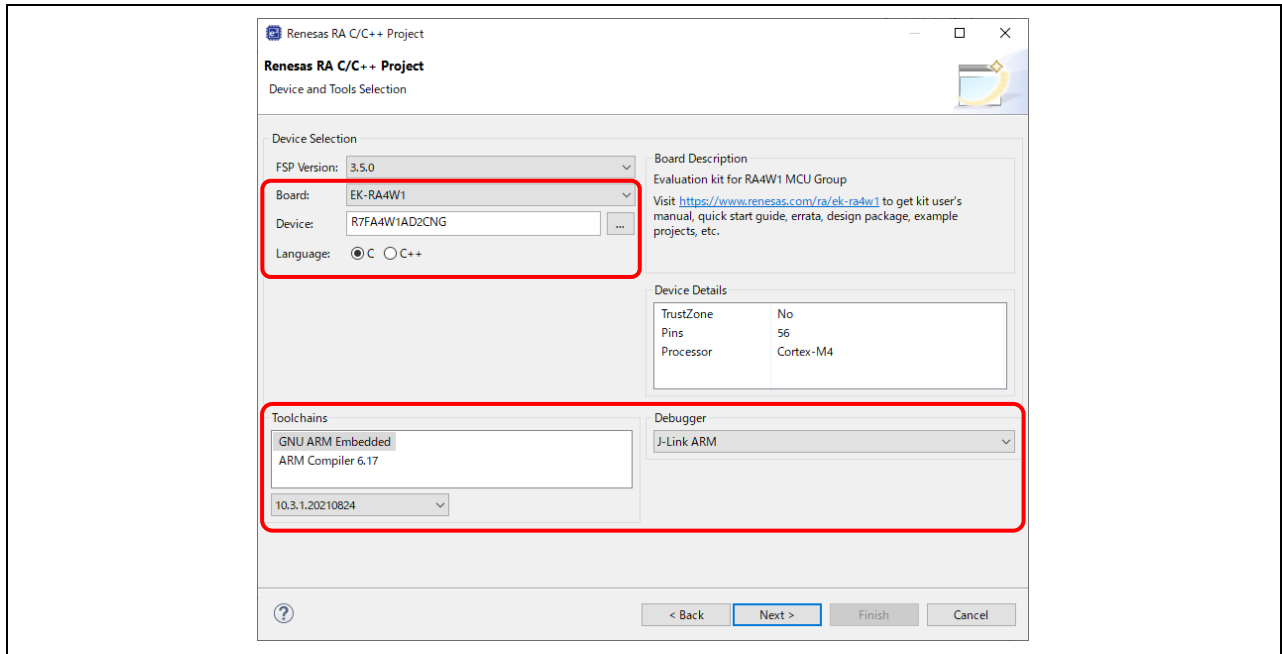 Renesas RA C/C++ Project
Renesas RA C/C++ Project
Device and Tools Selection
Device Selection
FSP Version: 3.5.0
Board: EK-RA4W1
Device: R7FA4W1AD2CNG ...
Language: C C++
Board Description
Evaluation kit for RA4W1 MCU Group
Visit https://www.renesas.com/ra/ek-ra4w1 to get kit user's
manual, quick start guide, errata, design package, example
projects, etc.
Device Details
TrustZone No
Pins 56
Processor Cortex-M4
Toolchains
GNU ARM Embedded
ARM Compiler 6.17
10.3.1.20210824
Debugger
J-Link ARM
? < Back Next > Finish Cancel